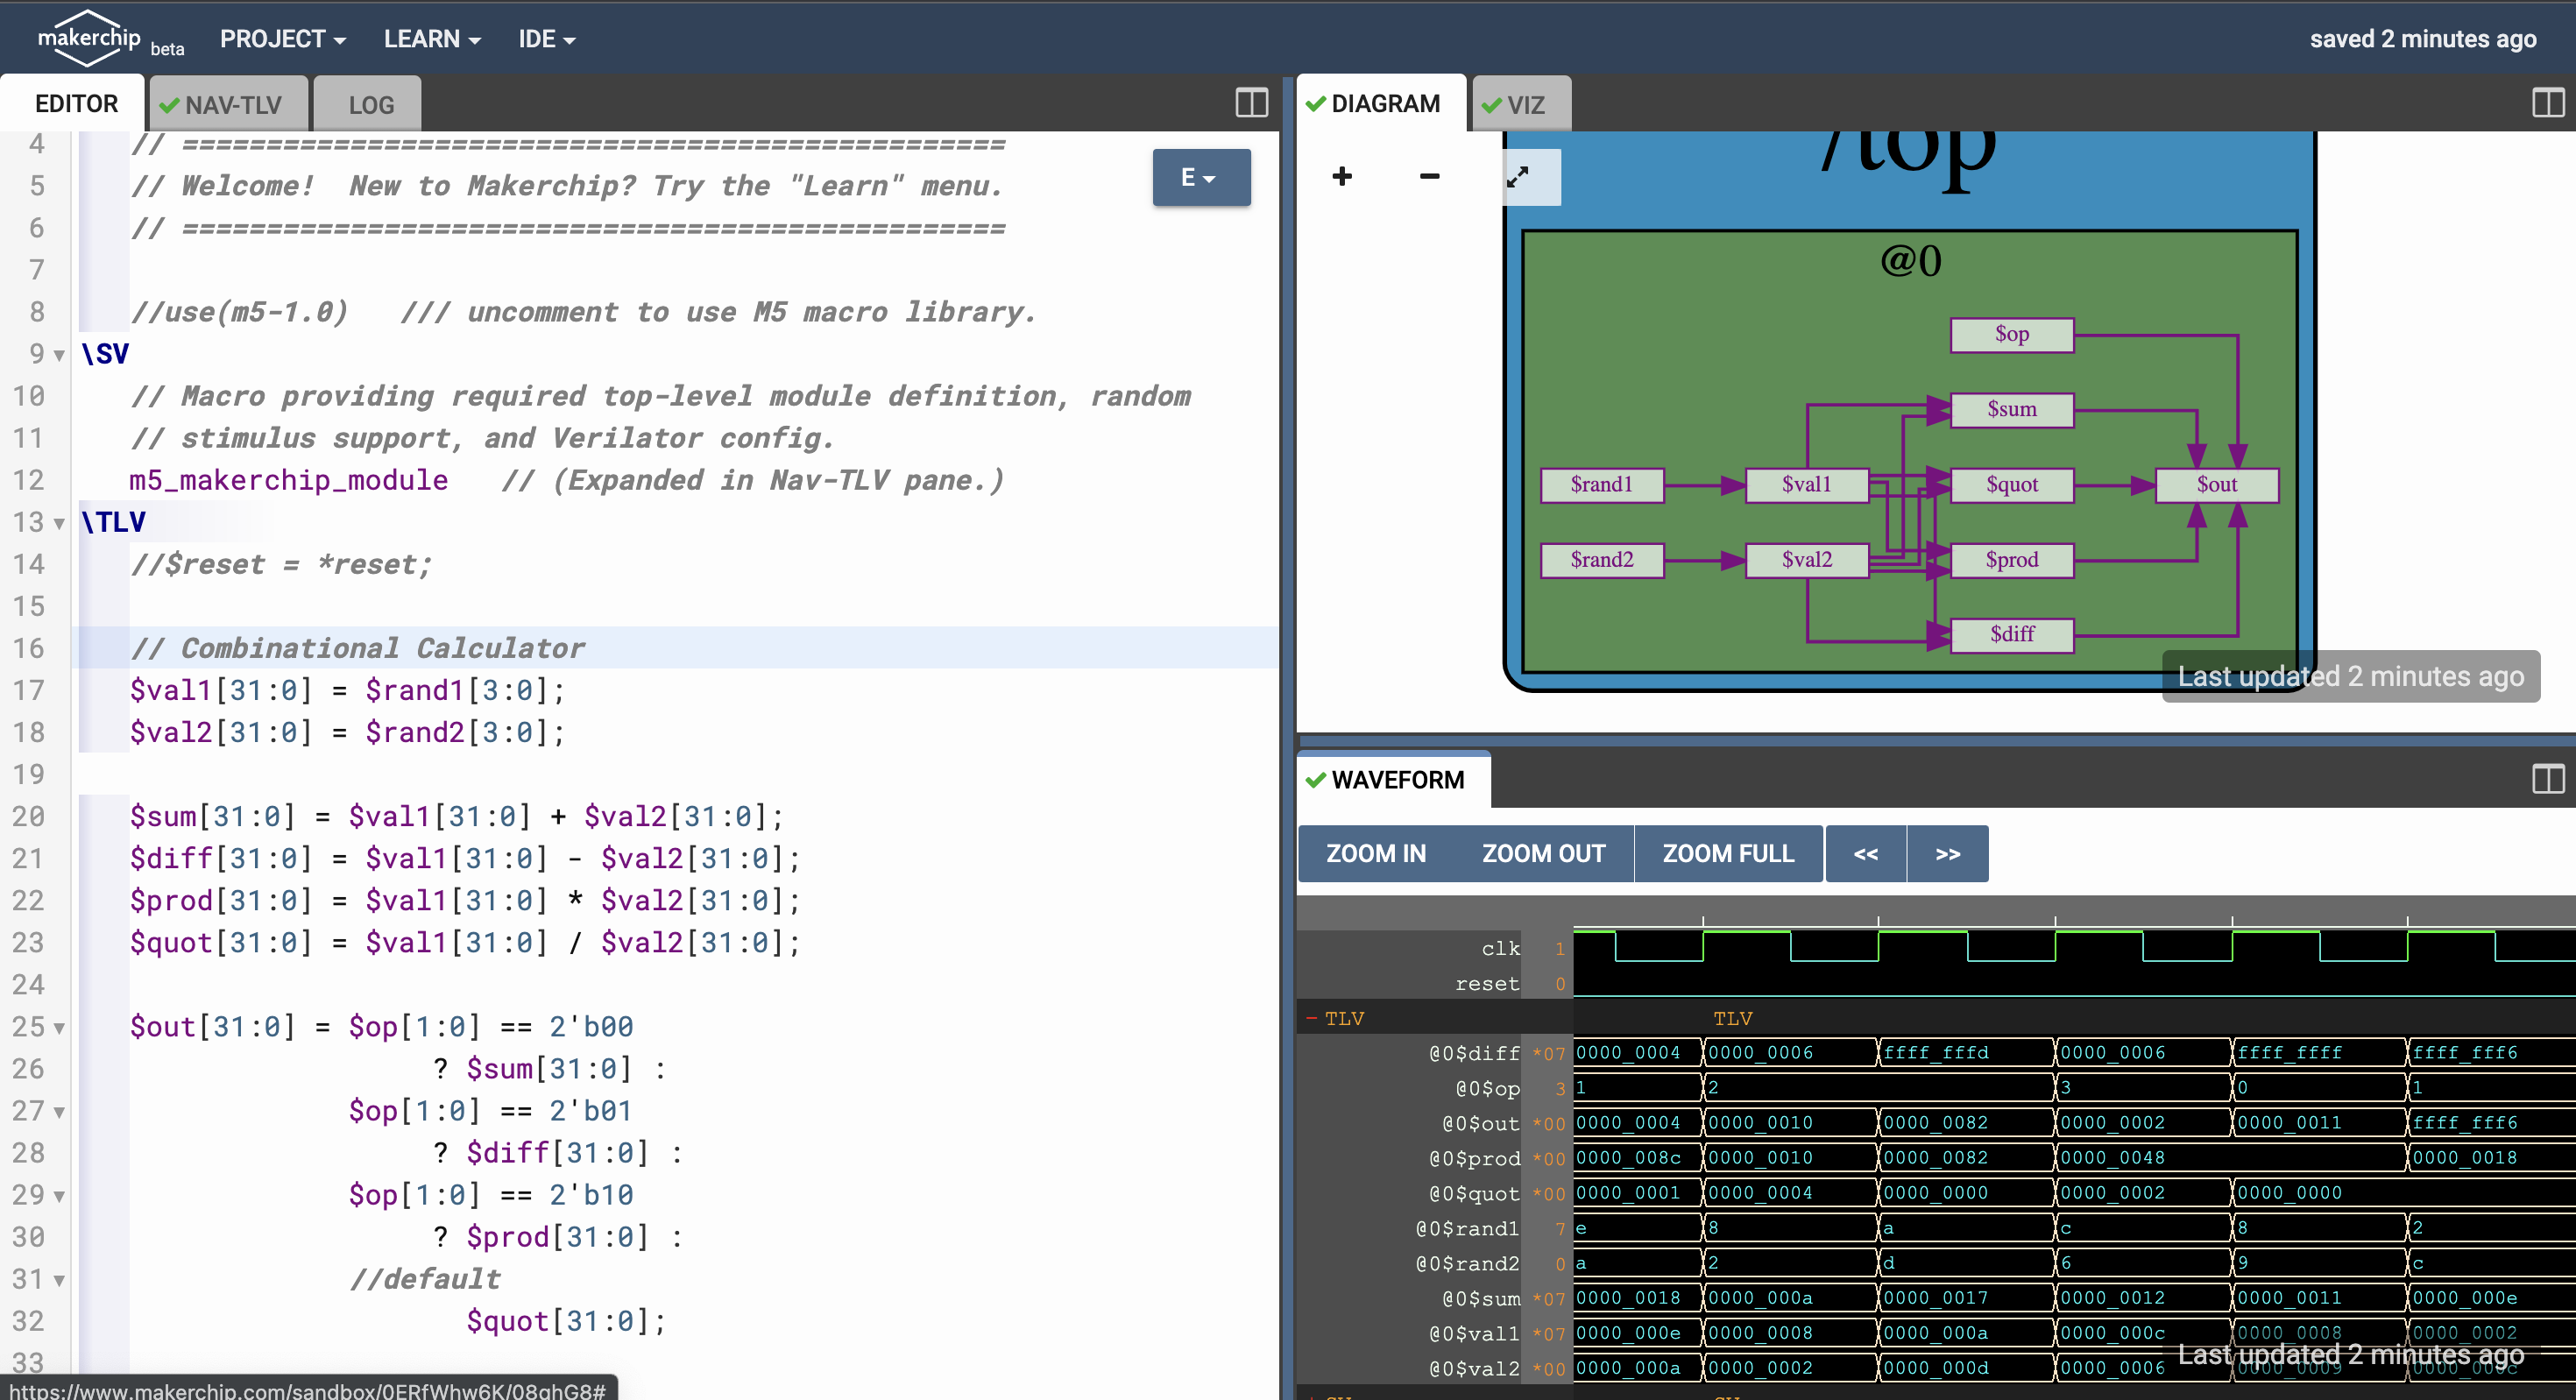 makerchip beta PROJECT LEARN IDE saved 2 minutes ago
EDITOR NAV-TLV LOG
E
4 // =================================================
5 // Welcome!  New to Makerchip? Try the "Learn" menu.
6 // =================================================
7
8 //use(m5-1.0)   /// uncomment to use M5 macro library.
9 \SV
10 // Macro providing required top-level module definition, random
11 // stimulus support, and Verilator config.
12 m5_makerchip_module   // (Expanded in Nav-TLV pane.)
13 \TLV
14 //$reset = *reset;
15
16 // Combinational Calculator
17 $val1[31:0] = $rand1[3:0];
18 $val2[31:0] = $rand2[3:0];
19
20 $sum[31:0] = $val1[31:0] + $val2[31:0];
21 $diff[31:0] = $val1[31:0] - $val2[31:0];
22 $prod[31:0] = $val1[31:0] * $val2[31:0];
23 $quot[31:0] = $val1[31:0] / $val2[31:0];
24
25 $out[31:0] = $op[1:0] == 2'b00
26 ? $sum[31:0] :
27 $op[1:0] == 2'b01
28 ? $diff[31:0] :
29 $op[1:0] == 2'b10
30 ? $prod[31:0] :
31 //default
32 $quot[31:0];
33
https://www.makerchip.com/sandbox/0ERfWhw6K/08ghG8#
DIAGRAM VIZ
+ −
/top
@0
$op
$sum
$rand1 $val1 $quot $out
$rand2 $val2 $prod
$diff
Last updated 2 minutes ago
WAVEFORM
ZOOM IN ZOOM OUT ZOOM FULL << >>
clk 1
reset 0
− TLV TLV
@0$diff *07 0000_0004 0000_0006 ffff_fffd 0000_0006 ffff_ffff ffff_fff6
@0$op 3 1 2 3 0 1
@0$out *00 0000_0004 0000_0010 0000_0082 0000_0002 0000_0011 ffff_fff6
@0$prod *00 0000_008c 0000_0010 0000_0082 0000_0048 0000_0018
@0$quot *00 0000_0001 0000_0004 0000_0000 0000_0002 0000_0000
@0$rand1 7 e 8 a c 8 2
@0$rand2 0 a 2 d 6 9 c
@0$sum *07 0000_0018 0000_000a 0000_0017 0000_0012 0000_0011 0000_000e
@0$val1 *07 0000_000e 0000_0008 0000_000a 0000_000c 0000_0008 0000_0002
@0$val2 *00 0000_000a 0000_0002 0000_000d 0000_0006 0000_0009 0000_000c
Last updated 2 minutes ago